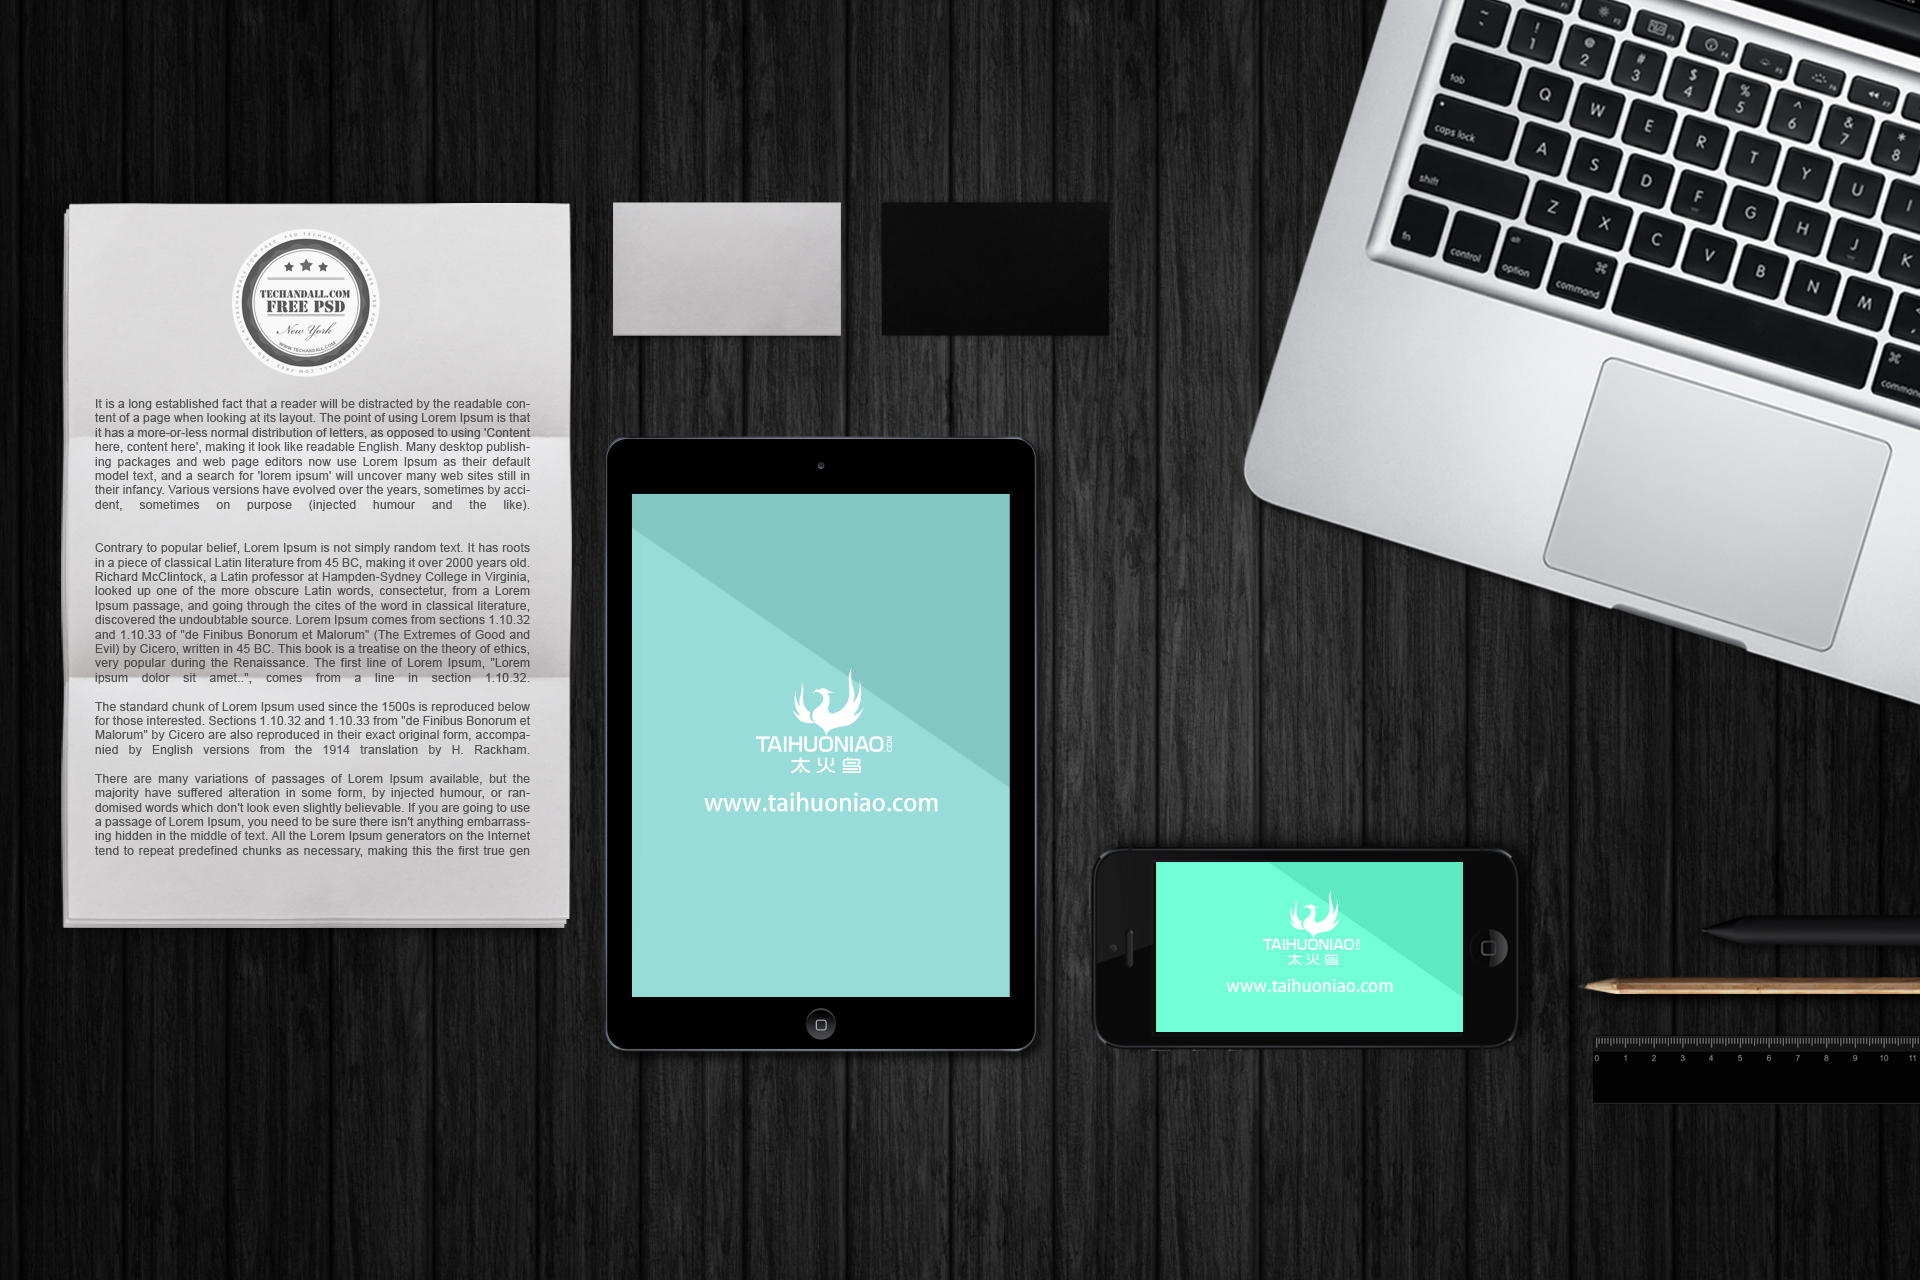 TECHANDALL.COM
FREE PSD
New York
WWW.TECHANDALL.COM
It is a long established fact that a reader will be distracted by the readable con-
tent of a page when looking at its layout. The point of using Lorem Ipsum is that
it has a more-or-less normal distribution of letters, as opposed to using 'Content
here, content here', making it look like readable English. Many desktop publish-
ing packages and web page editors now use Lorem Ipsum as their default
model text, and a search for 'lorem ipsum' will uncover many web sites still in
their infancy. Various versions have evolved over the years, sometimes by acci-
dent, sometimes on purpose (injected humour and the like).
Contrary to popular belief, Lorem Ipsum is not simply random text. It has roots
in a piece of classical Latin literature from 45 BC, making it over 2000 years old.
Richard McClintock, a Latin professor at Hampden-Sydney College in Virginia,
looked up one of the more obscure Latin words, consectetur, from a Lorem
Ipsum passage, and going through the cites of the word in classical literature,
discovered the undoubtable source. Lorem Ipsum comes from sections 1.10.32
and 1.10.33 of "de Finibus Bonorum et Malorum" (The Extremes of Good and
Evil) by Cicero, written in 45 BC. This book is a treatise on the theory of ethics,
very popular during the Renaissance. The first line of Lorem Ipsum, "Lorem
ipsum dolor sit amet..", comes from a line in section 1.10.32.
The standard chunk of Lorem Ipsum used since the 1500s is reproduced below
for those interested. Sections 1.10.32 and 1.10.33 from "de Finibus Bonorum et
Malorum" by Cicero are also reproduced in their exact original form, accompa-
nied by English versions from the 1914 translation by H. Rackham.
There are many variations of passages of Lorem Ipsum available, but the
majority have suffered alteration in some form, by injected humour, or ran-
domised words which don't look even slightly believable. If you are going to use
a passage of Lorem Ipsum, you need to be sure there isn't anything embarrass-
ing hidden in the middle of text. All the Lorem Ipsum generators on the Internet
tend to repeat predefined chunks as necessary, making this the first true gen
TAIHUONIAO.COM
太火鸟
www.taihuoniao.com
TAIHUONIAO
太火鸟
www.taihuoniao.com
~ ` ! 1 @ 2 # 3 $ 4 % 5 ^ 6 & 7 * 8
tab Q W E R T Y U I
caps lock A S D F G H J K
shift Z X C V B N M
fn control alt option ⌘ command ⌘ command
0 1 2 3 4 5 6 7 8 9 10 11